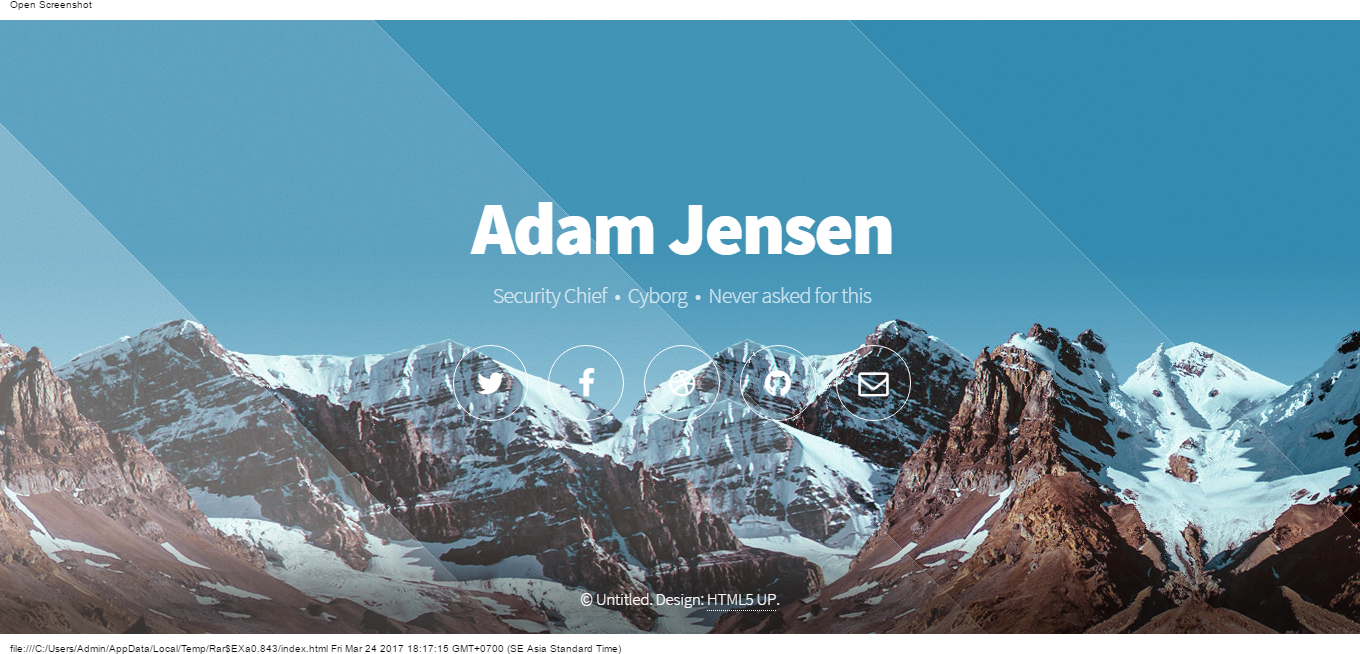 Open Screenshot
Adam Jensen
Security Chief • Cyborg • Never asked for this
© Untitled. Design: HTML5 UP.
file:///C:/Users/Admin/AppData/Local/Temp/Rar$EXa0.843/index.html Fri Mar 24 2017 18:17:15 GMT+0700 (SE Asia Standard Time)